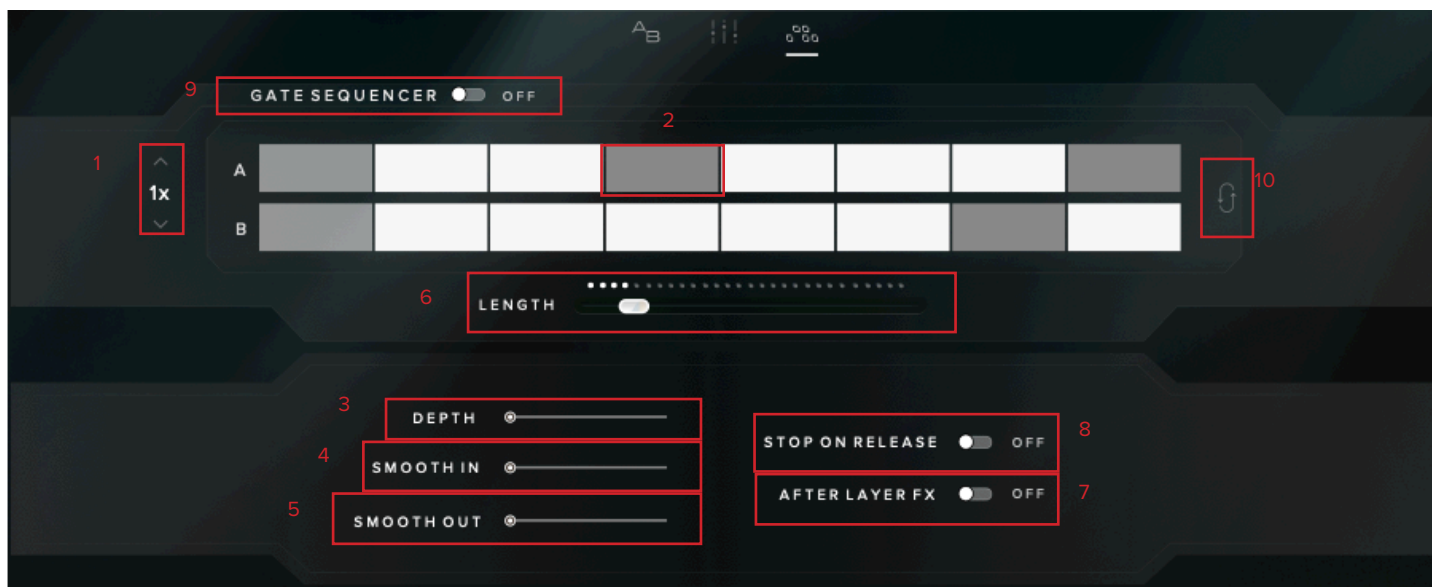 A B
9 GATE SEQUENCER OFF
2
1 1x A 10
B
6 LENGTH
3 DEPTH
STOP ON RELEASE OFF 8
4 SMOOTH IN
AFTER LAYER FX OFF 7
5 SMOOTH OUT